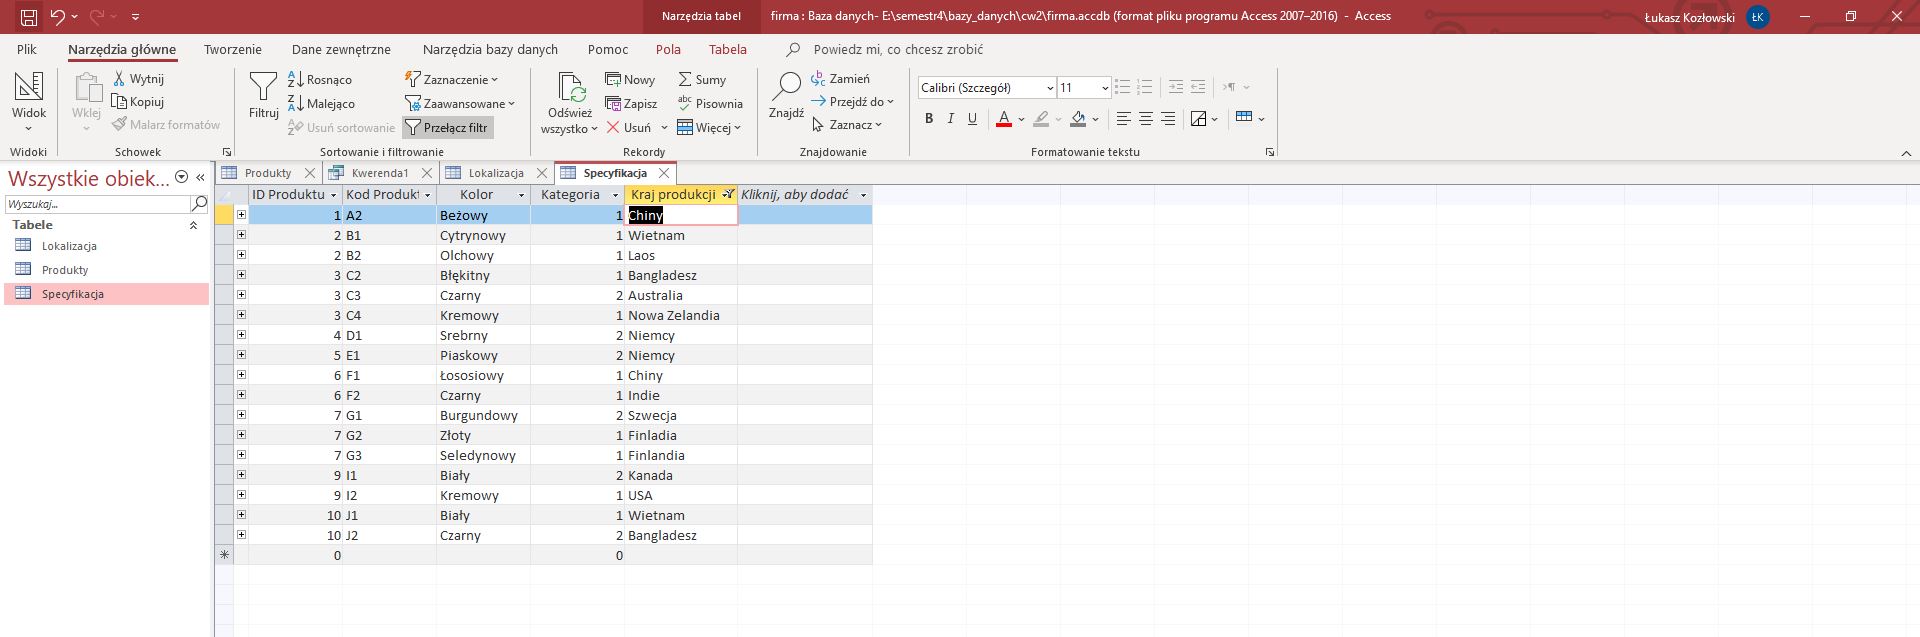 Narzędzia tabel
firma : Baza danych- E:\semestr4\bazy_danych\cw2\firma.accdb (format pliku programu Access 2007–2016) - Access
Łukasz Kozłowski ŁK
Plik Narzędzia główne Tworzenie Dane zewnętrzne Narzędzia bazy danych Pomoc Pola Tabela Powiedz mi, co chcesz zrobić
Widok
Widoki
Wklej
Wytnij
Kopiuj
Malarz formatów
Schowek
Filtruj
Rosnąco
Malejąco
Usuń sortowanie
Zaznaczenie
Zaawansowane
Przełącz filtr
Sortowanie i filtrowanie
Odśwież
wszystko
Nowy
Zapisz
Usuń
Sumy
Pisownia
Więcej
Rekordy
Znajdź
Zamień
Przejdź do
Zaznacz
Znajdowanie
Calibri (Szczegół) 11
B I U A
Formatowanie tekstu
Wszystkie obiek...
Wyszukaj...
Tabele
Lokalizacja
Produkty
Specyfikacja
Produkty Kwerenda1 Lokalizacja Specyfikacja
ID Produktu Kod Produkt Kolor Kategoria Kraj produkcji Kliknij, aby dodać
1 A2 Beżowy 1 Chiny
2 B1 Cytrynowy 1 Wietnam
2 B2 Olchowy 1 Laos
3 C2 Błękitny 1 Bangladesz
3 C3 Czarny 2 Australia
3 C4 Kremowy 1 Nowa Zelandia
4 D1 Srebrny 2 Niemcy
5 E1 Piaskowy 2 Niemcy
6 F1 Łososiowy 1 Chiny
6 F2 Czarny 1 Indie
7 G1 Burgundowy 2 Szwecja
7 G2 Złoty 1 Finladia
7 G3 Seledynowy 1 Finlandia
9 I1 Biały 2 Kanada
9 I2 Kremowy 1 USA
10 J1 Biały 1 Wietnam
10 J2 Czarny 2 Bangladesz
0 0